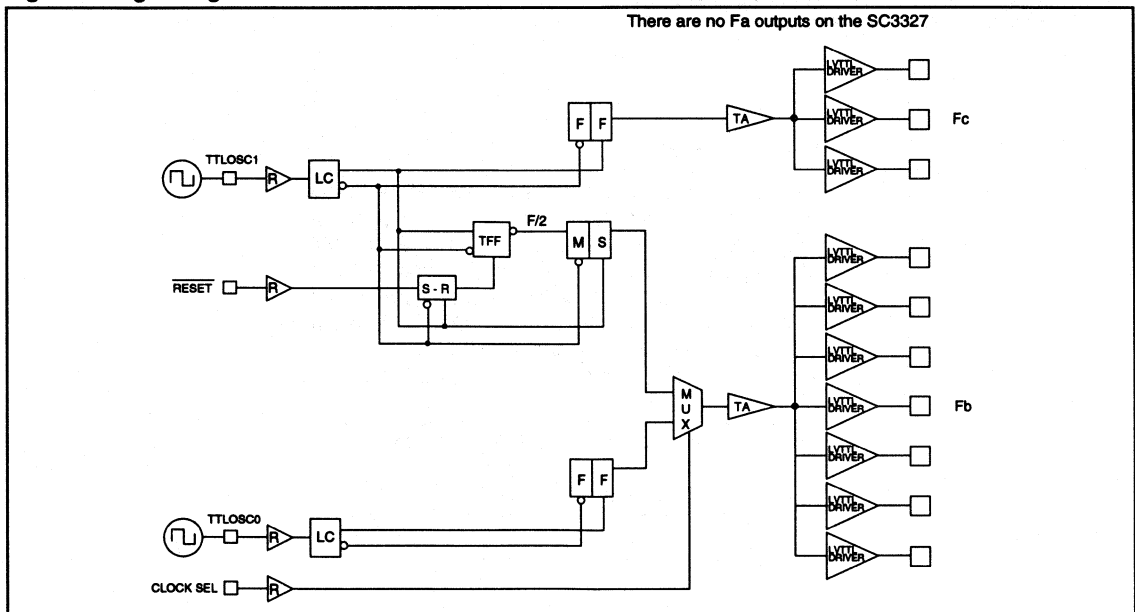 There are no Fa outputs on the SC3327
LVTTL
DRIVER
LVTTL
DRIVER
LVTTL
DRIVER
Fc
F F
TA
TTLOSC1
R
LC
TFF
F/2
M S
RESET
R
S - R
LVTTL
DRIVER
LVTTL
DRIVER
LVTTL
DRIVER
LVTTL
DRIVER
LVTTL
DRIVER
LVTTL
DRIVER
LVTTL
DRIVER
Fb
MUX
TA
F F
TTLOSC0
R
LC
CLOCK SEL
R